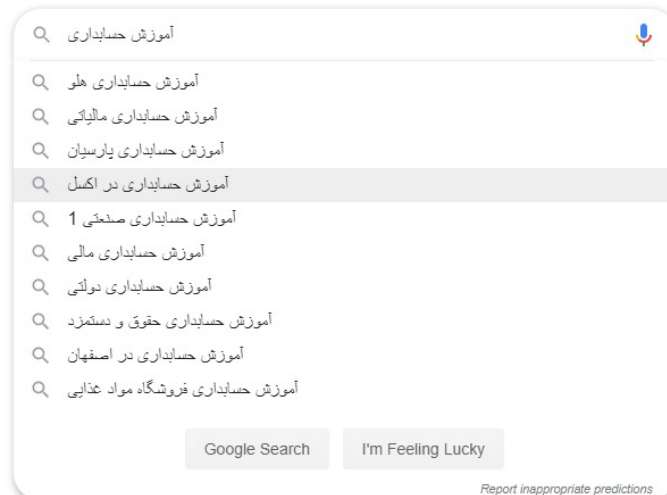 آموزش حسابداری
آموزش حسابداری هلو
آموزش حسابداری مالیاتی
آموزش حسابداری پارسیان
آموزش حسابداری در اکسل
آموزش حسابداری صنعتی 1
آموزش حسابداری مالی
آموزش حسابداری دولتی
آموزش حسابداری حقوق و دستمزد
آموزش حسابداری در اصفهان
آموزش حسابداری فروشگاه مواد غذایی
Google Search I'm Feeling Lucky
Report inappropriate predictions